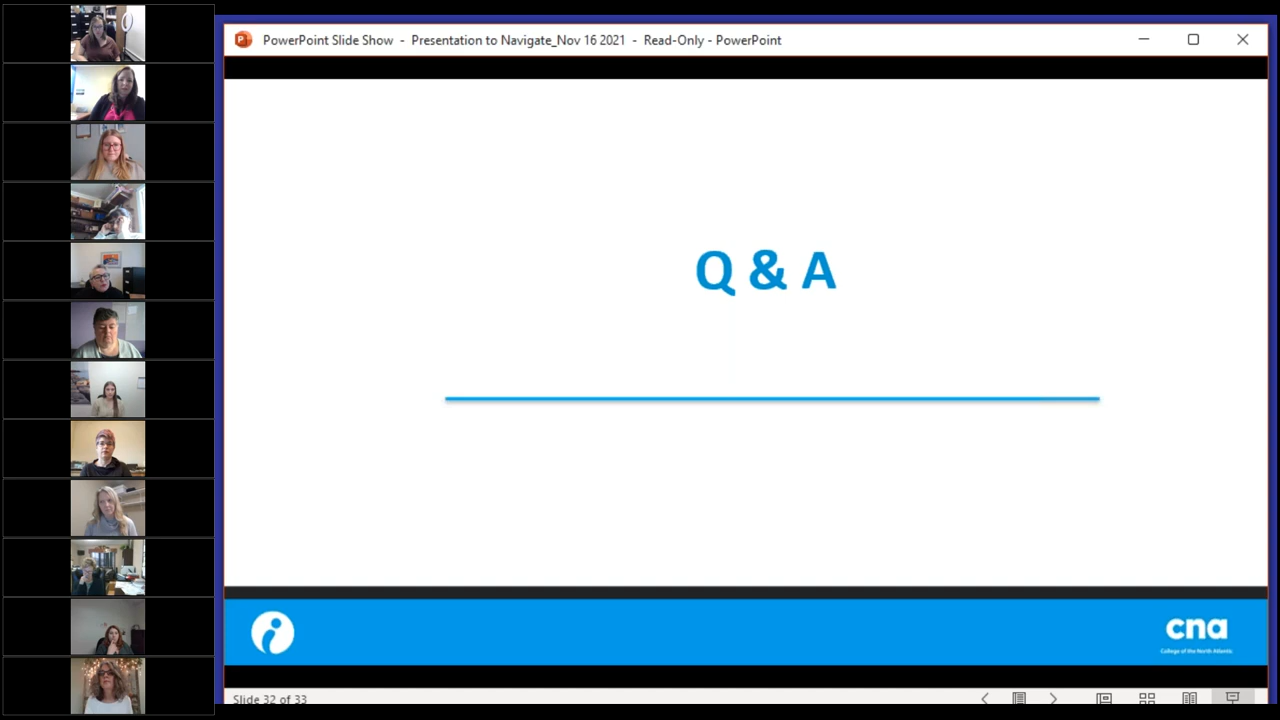 PowerPoint Slide Show - Presentation to Navigate_Nov 16 2021 - Read-Only - PowerPoint
Q & A
cna
College of the North Atlantic
Slide 32 of 33